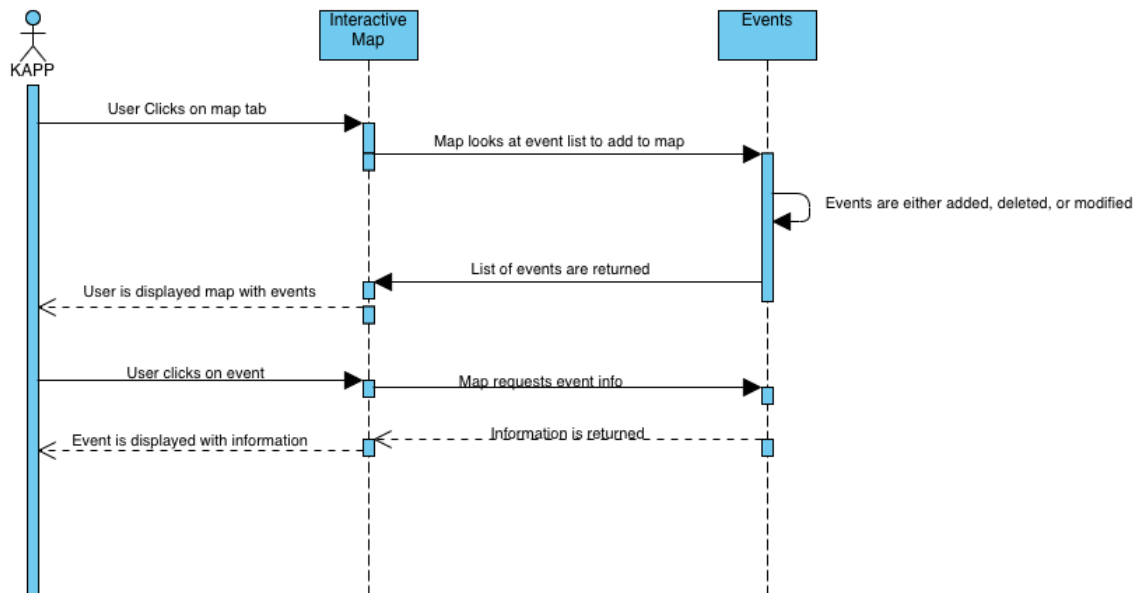 Interactive
Map
Events
KAPP
User Clicks on map tab
Map looks at event list to add to map
Events are either added, deleted, or modified
List of events are returned
User is displayed map with events
User clicks on event
Map requests event info
Information is returned
Event is displayed with information